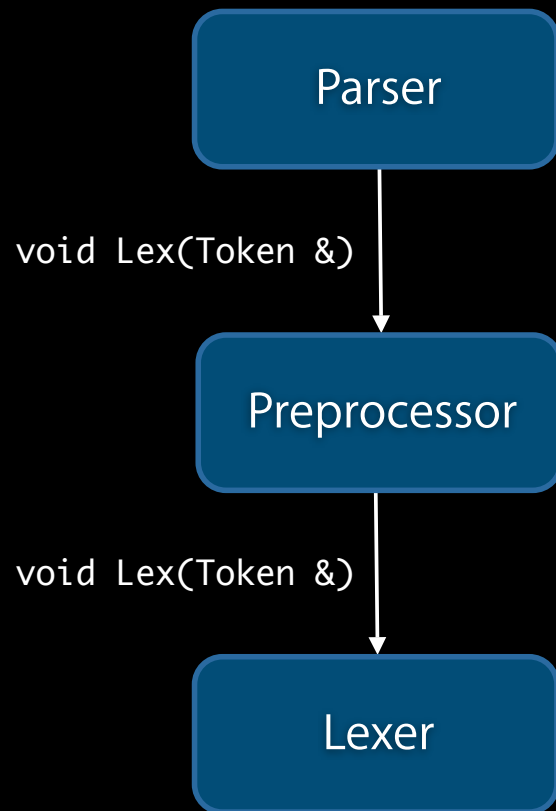 Parser
void Lex(Token &)
Preprocessor
void Lex(Token &)
Lexer